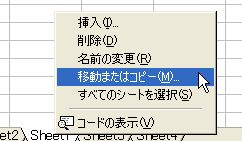 挿入(I)...
削除(D)
名前の変更(R)
移動またはコピー(M)...
すべてのシートを選択(S)
コードの表示(V)
et2 Sheet1 Sheet3 Sheet4